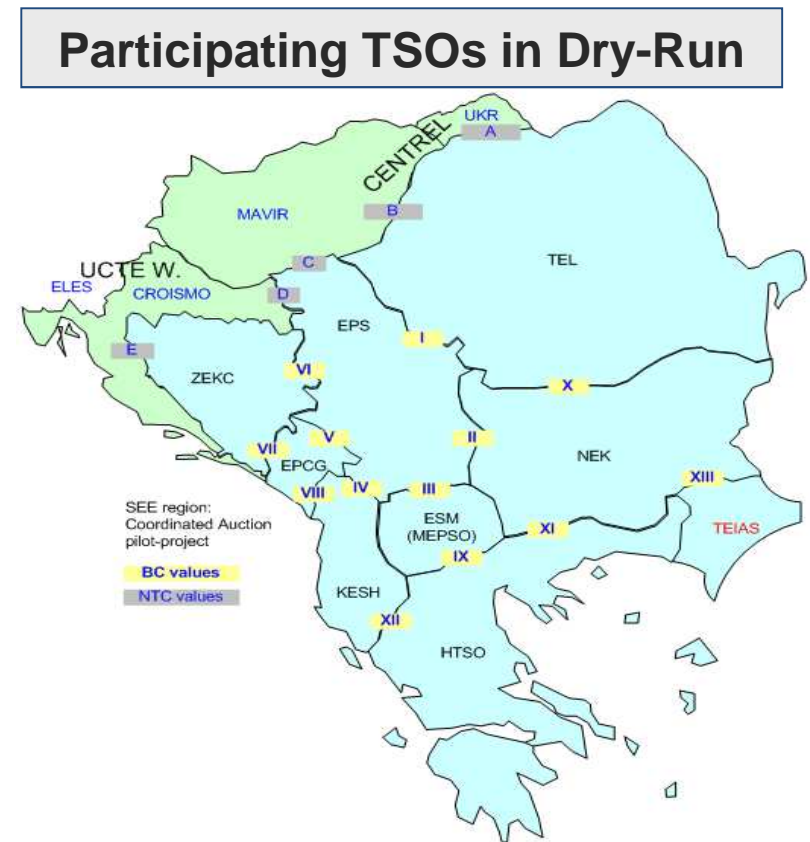 Participating TSOs in Dry-Run
UKR
A
CENTREL
MAVIR
B
TEL
C
UCTE W.
ELES
CROISMO
D
EPS
I
E
ZEKC
VI
X
V
II
NEK
VII
EPCG
XIII
VIII
IV
III
SEE region:
Coordinated Auction
pilot-project
ESM
(MEPSO)
XI
TEIAS
IX
BC values
NTC values
KESH
XII
HTSO